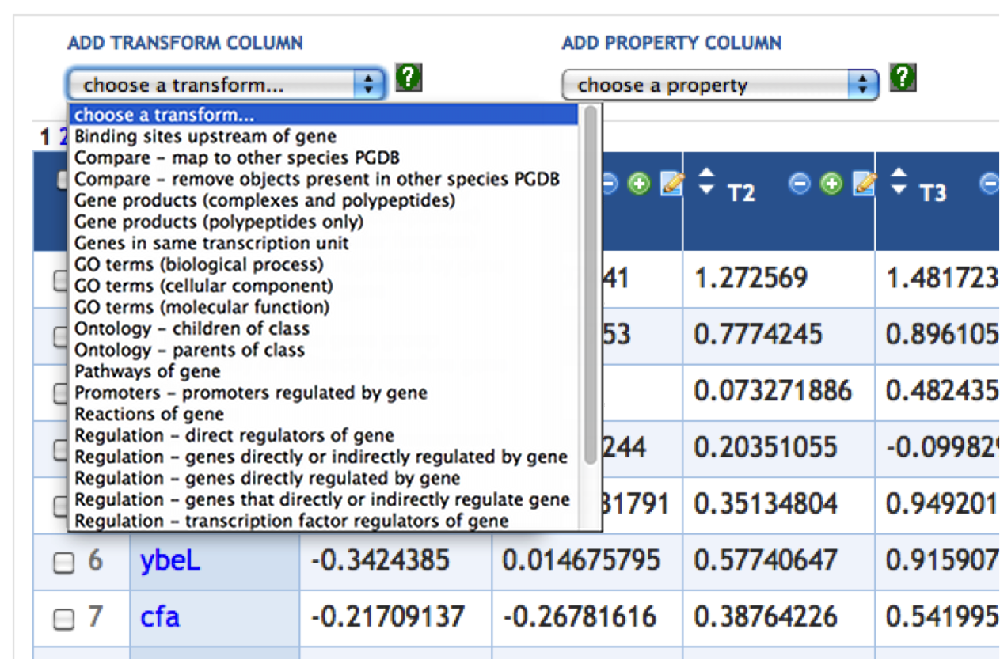 ADD TRANSFORM COLUMN ADD PROPERTY COLUMN
choose a transform... ? choose a property ?
choose a transform...
1
Binding sites upstream of gene
Compare – map to other species PGDB
Compare – remove objects present in other species PGDB
T2 T3
Gene products (complexes and polypeptides)
Gene products (polypeptides only)
Genes in same transcription unit
GO terms (biological process)
41 1.272569 1.481723
GO terms (cellular component)
GO terms (molecular function)
Ontology – children of class
53 0.7774245 0.896105
Ontology – parents of class
Pathways of gene
Promoters – promoters regulated by gene
0.073271886 0.482435
Reactions of gene
Regulation – direct regulators of gene
244 0.20351055 -0.09982
Regulation – genes directly or indirectly regulated by gene
Regulation – genes directly regulated by gene
Regulation – genes that directly or indirectly regulate gene
31791 0.35134804 0.949201
Regulation – transcription factor regulators of gene
6 ybeL -0.3424385 0.014675795 0.57740647 0.915907
7 cfa -0.21709137 -0.26781616 0.38764226 0.541995